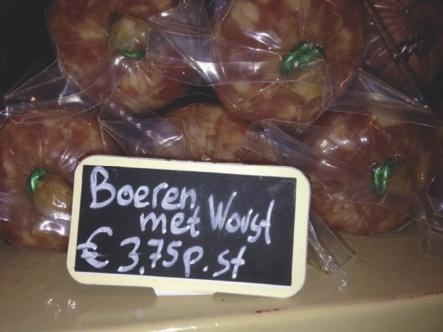 Boeren
met Worst
€ 3.75 p.st